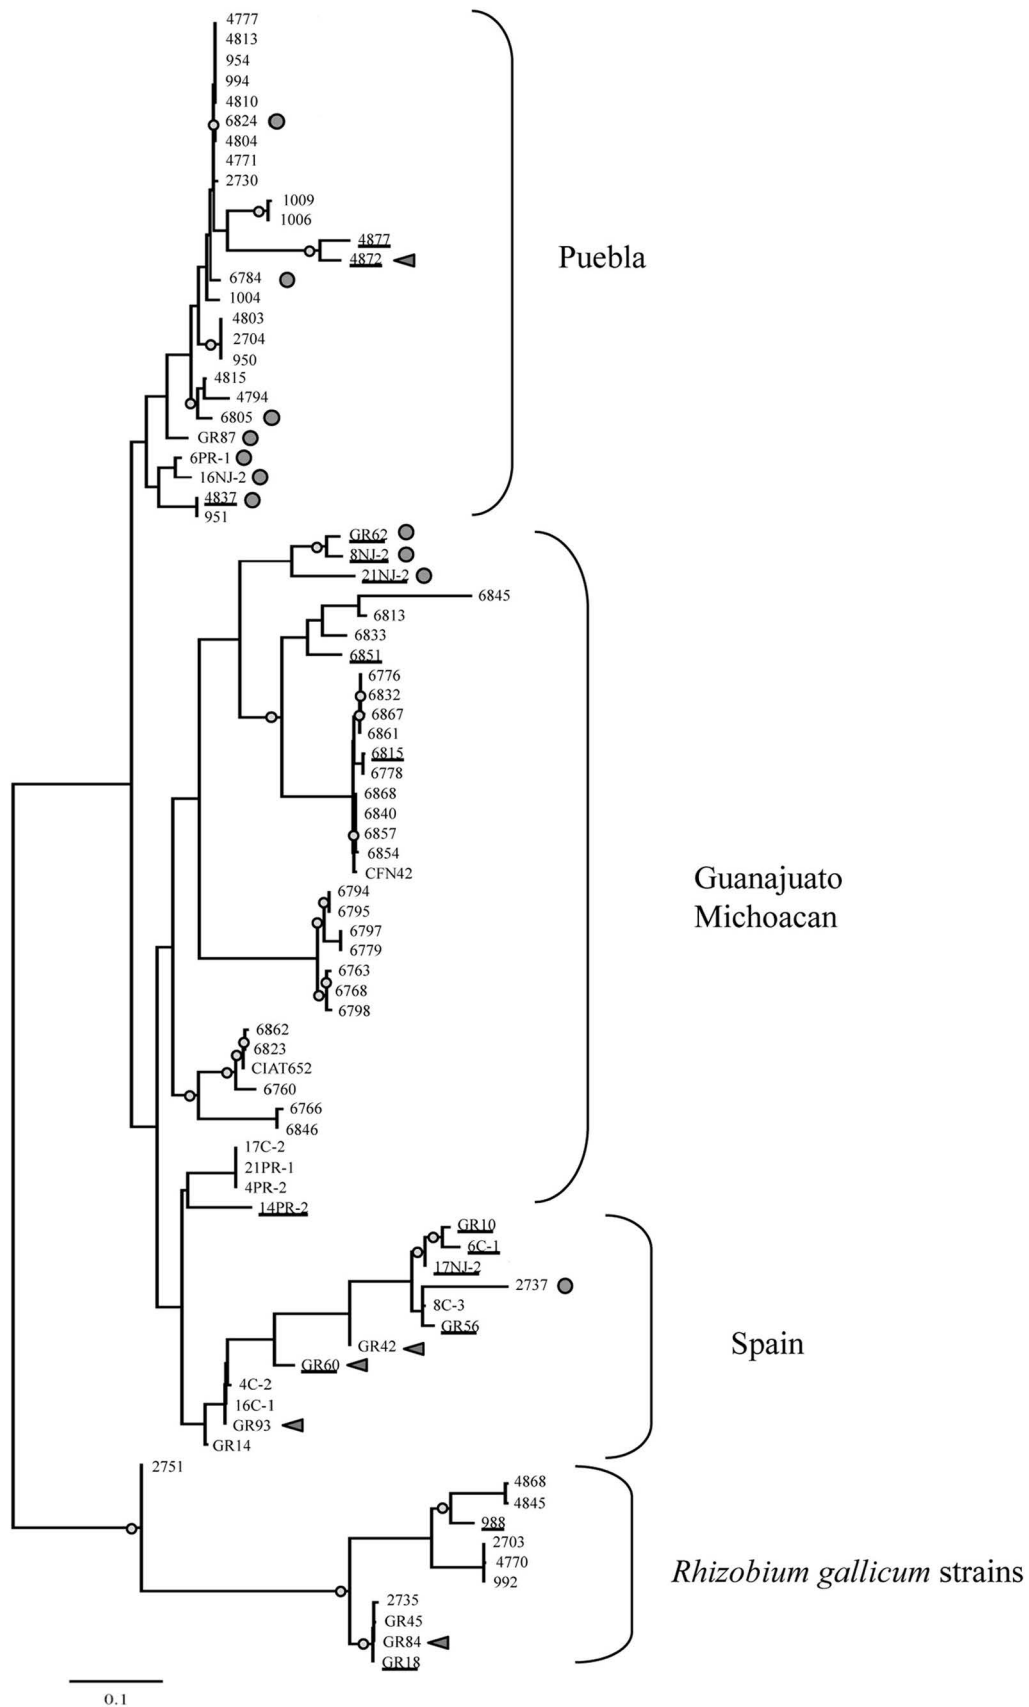 4777
4813
954
994
4810
6824
4804
4771
2730
1009
1006
4877
4872
6784
1004
4803
2704
950
4815
4794
6805
GR87
6PR-1
16NJ-2
4837
951
Puebla
GR62
8NJ-2
21NJ-2
6845
6813
6833
6851
6776
6832
6867
6861
6815
6778
6868
6840
6857
6854
CFN42
6794
6795
6797
6779
6763
6768
6798
6862
6823
CIAT652
6760
6766
6846
17C-2
21PR-1
4PR-2
14PR-2
Guanajuato
Michoacan
GR10
6C-1
17NJ-2
2737
8C-3
GR56
GR42
GR60
4C-2
16C-1
GR93
GR14
Spain
2751
4868
4845
988
2703
4770
992
2735
GR45
GR84
GR18
Rhizobium gallicum strains
0.1